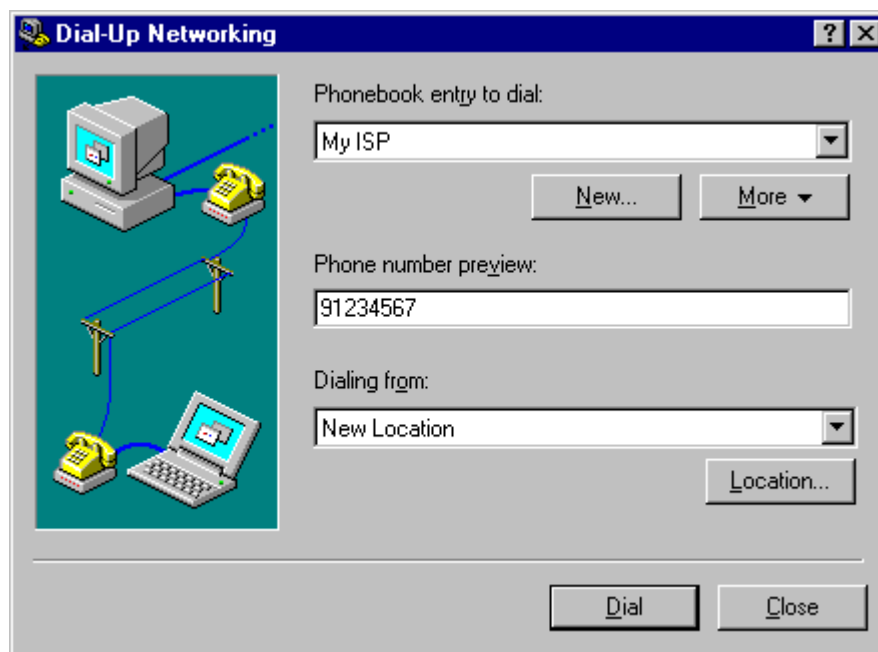 Dial-Up Networking
Phonebook entry to dial:
My ISP
New... More
Phone number preview:
91234567
Dialing from:
New Location
Location...
Dial Close